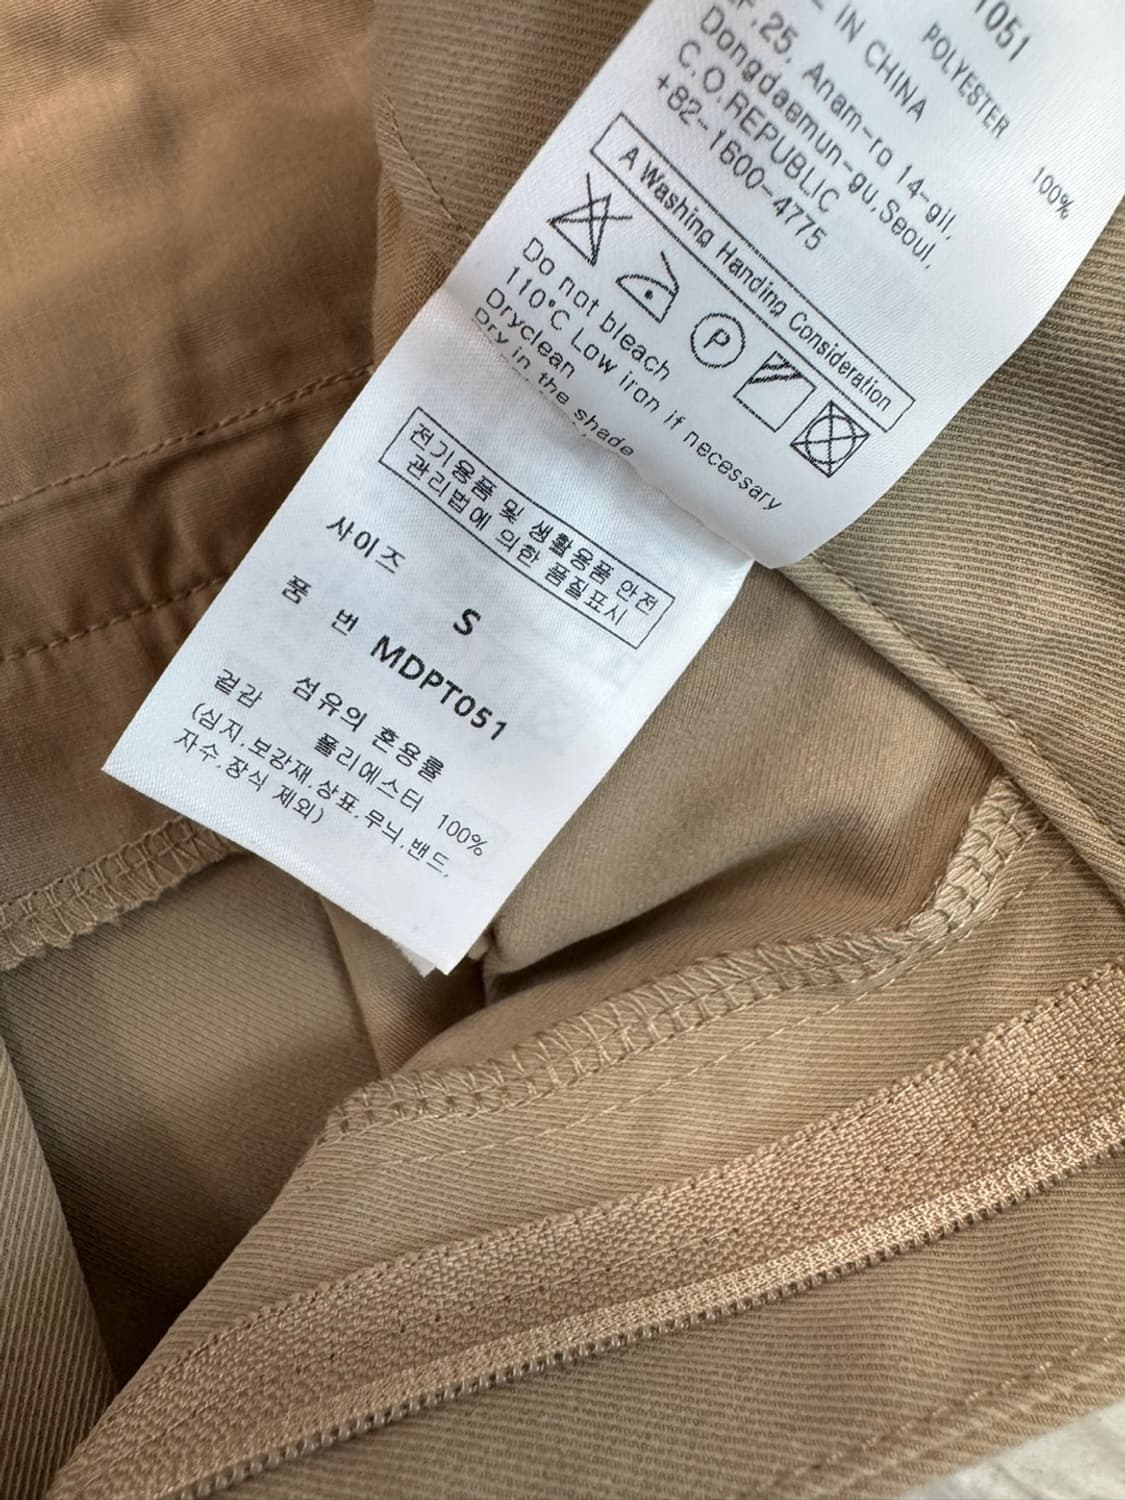 T051
POLYESTER 100%
IN CHINA
F.25, Anam-ro 14-gil,
Dongdaemun-gu,Seoul,
C.O.REPUBLIC
+82-1600-4775
A Washing Handing Consideration
P
Do not bleach
110°C Low iron if necessary
Dryclean
Dry in the shade
전기용품 및 생활용품 안전
관리법에 의한 품질표시
사이즈 S
품 번 MDPT051
섬유의 혼용률
겉감 폴리에스터 100%
(심지.보강재.상표.무늬.밴드.
자수.장식 제외)